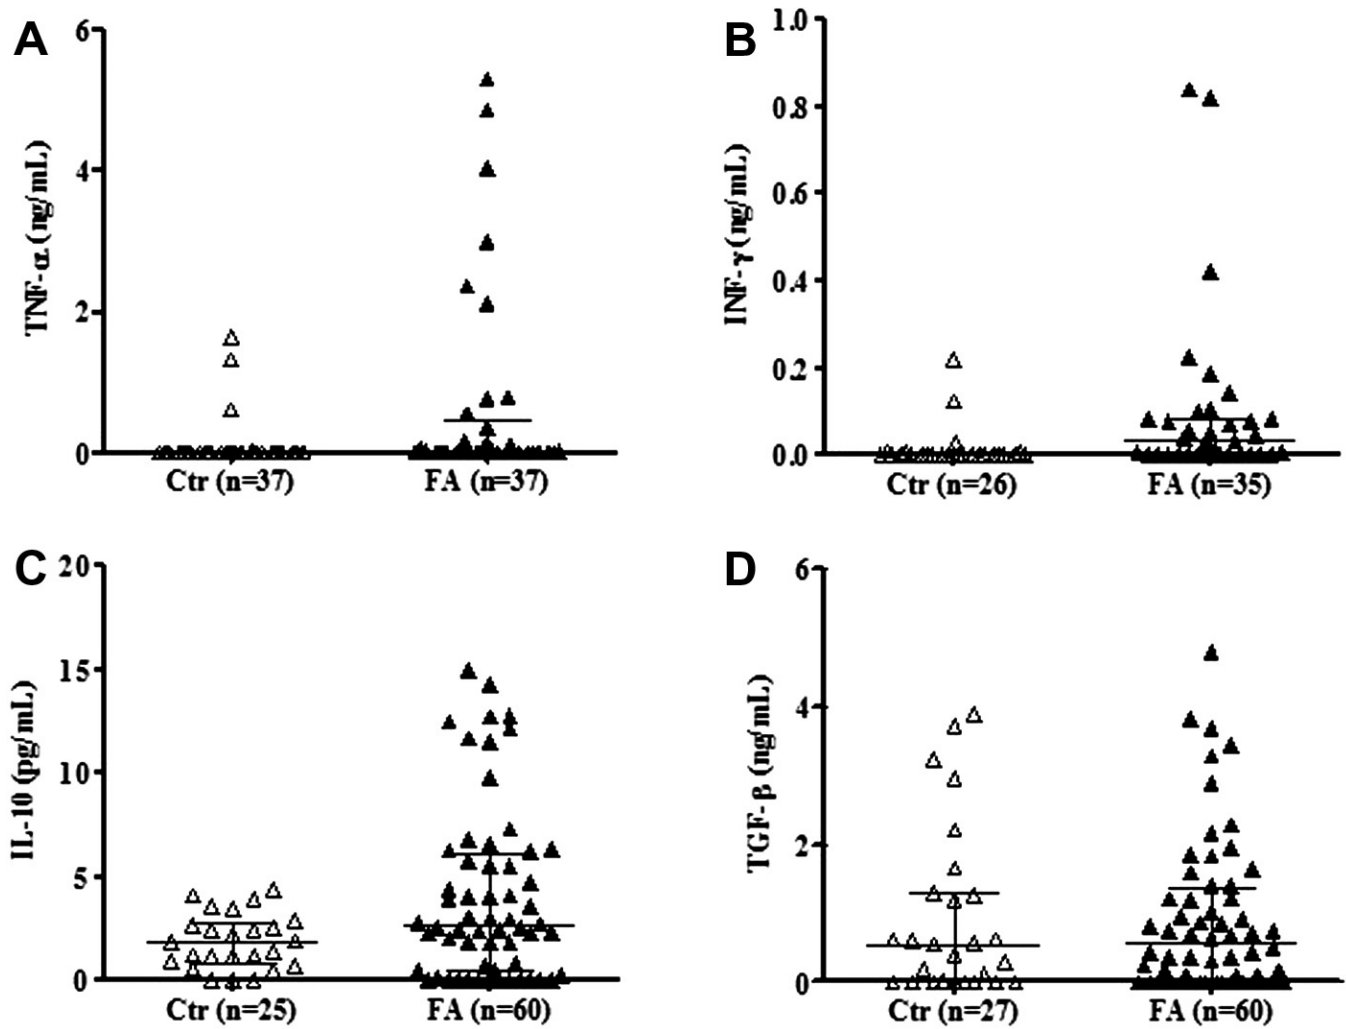 A
6
4
2
0
TNF-α (ng/mL)
Ctr (n=37)
FA (n=37)
B
1.0
0.8
0.6
0.4
0.2
0.0
INF-γ (ng/mL)
Ctr (n=26)
FA (n=35)
C
20
15
10
5
0
IL-10 (pg/mL)
Ctr (n=25)
FA (n=60)
D
6
4
2
0
TGF-β (ng/mL)
Ctr (n=27)
FA (n=60)